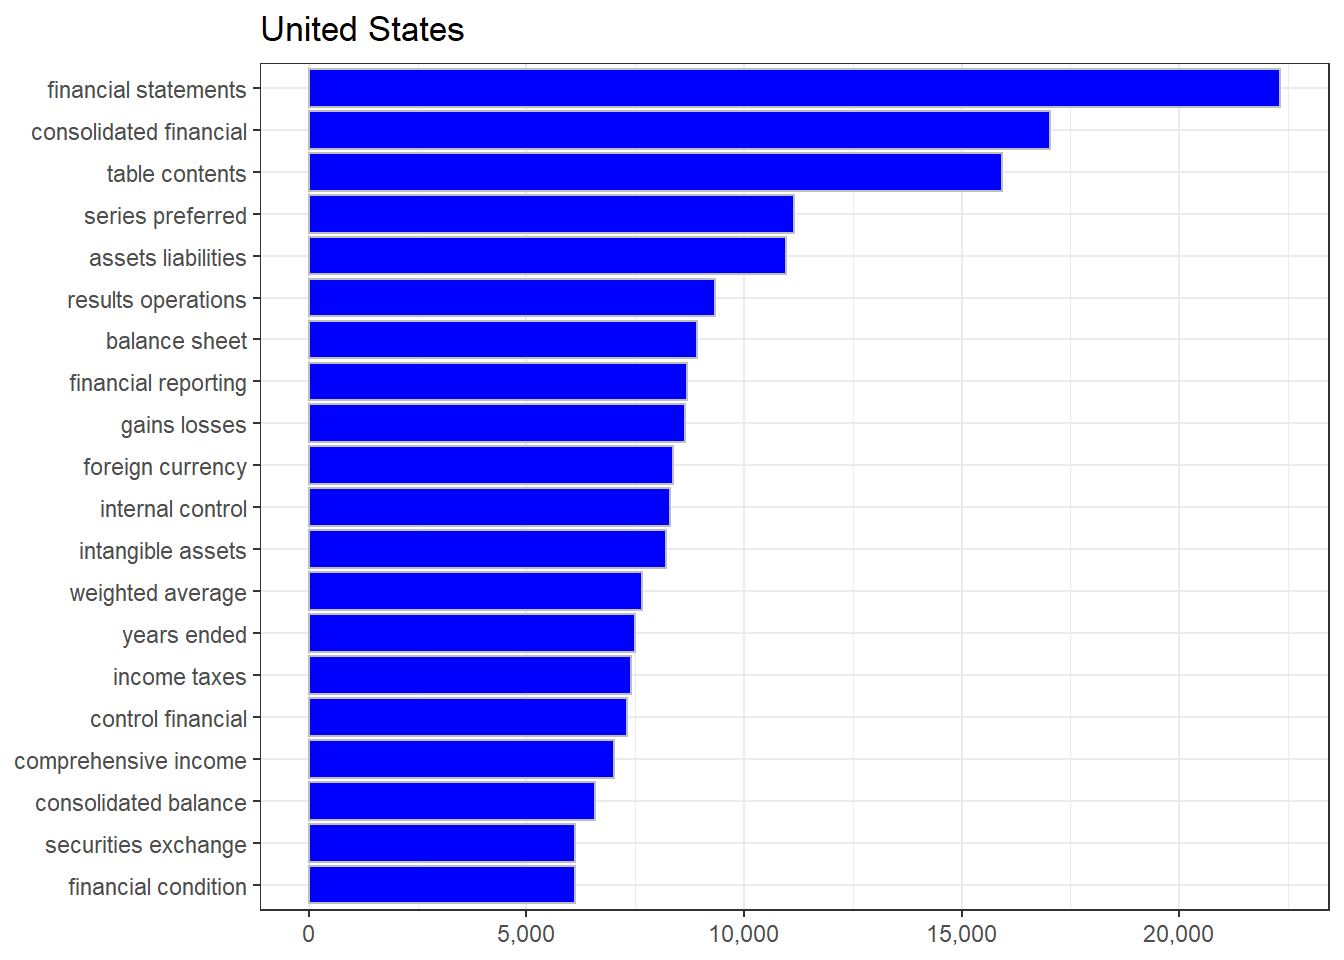 United States
financial statements
consolidated financial
table contents
series preferred
assets liabilities
results operations
balance sheet
financial reporting
gains losses
foreign currency
internal control
intangible assets
weighted average
years ended
income taxes
control financial
comprehensive income
consolidated balance
securities exchange
financial condition
0 5,000 10,000 15,000 20,000